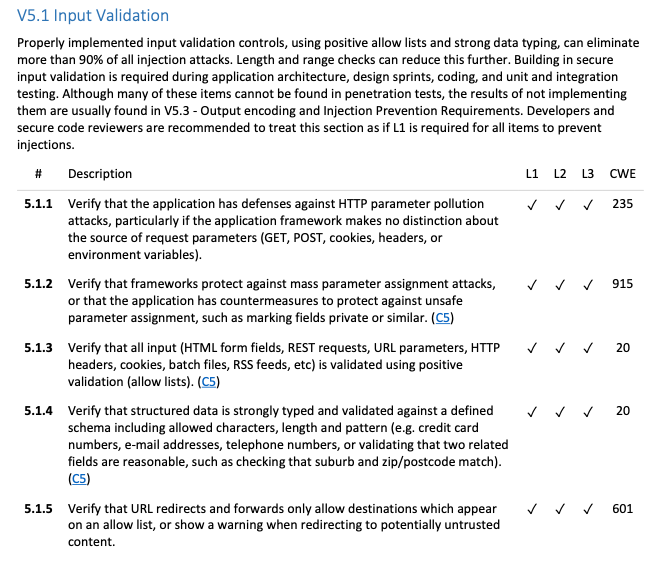 V5.1 Input Validation
Properly implemented input validation controls, using positive allow lists and strong data typing, can eliminate
more than 90% of all injection attacks. Length and range checks can reduce this further. Building in secure
input validation is required during application architecture, design sprints, coding, and unit and integration
testing. Although many of these items cannot be found in penetration tests, the results of not implementing
them are usually found in V5.3 - Output encoding and Injection Prevention Requirements. Developers and
secure code reviewers are recommended to treat this section as if L1 is required for all items to prevent
injections.
# Description L1 L2 L3 CWE
5.1.1 Verify that the application has defenses against HTTP parameter pollution ✓ ✓ ✓ 235
attacks, particularly if the application framework makes no distinction about
the source of request parameters (GET, POST, cookies, headers, or
environment variables).
5.1.2 Verify that frameworks protect against mass parameter assignment attacks, ✓ ✓ ✓ 915
or that the application has countermeasures to protect against unsafe
parameter assignment, such as marking fields private or similar. (C5)
5.1.3 Verify that all input (HTML form fields, REST requests, URL parameters, HTTP ✓ ✓ ✓ 20
headers, cookies, batch files, RSS feeds, etc) is validated using positive
validation (allow lists). (C5)
5.1.4 Verify that structured data is strongly typed and validated against a defined ✓ ✓ ✓ 20
schema including allowed characters, length and pattern (e.g. credit card
numbers, e-mail addresses, telephone numbers, or validating that two related
fields are reasonable, such as checking that suburb and zip/postcode match).
(C5)
5.1.5 Verify that URL redirects and forwards only allow destinations which appear ✓ ✓ ✓ 601
on an allow list, or show a warning when redirecting to potentially untrusted
content.